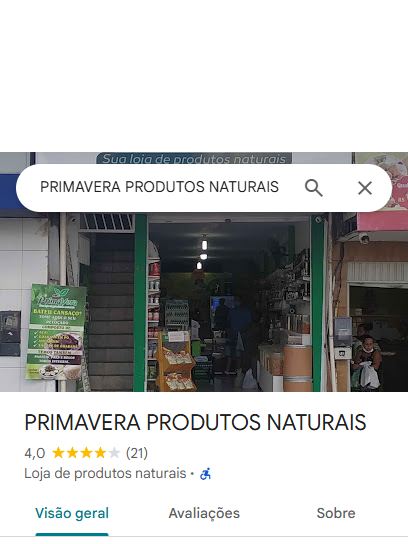 Sua loja de produtos naturais
PRIMAVERA PRODUTOS NATURAIS
PrimaVera
BATEU CANSAÇO?
PRIMAVERA PRODUTOS NATURAIS
4,0 (21)
Loja de produtos naturais ·
Visão geral
Avaliações
Sobre